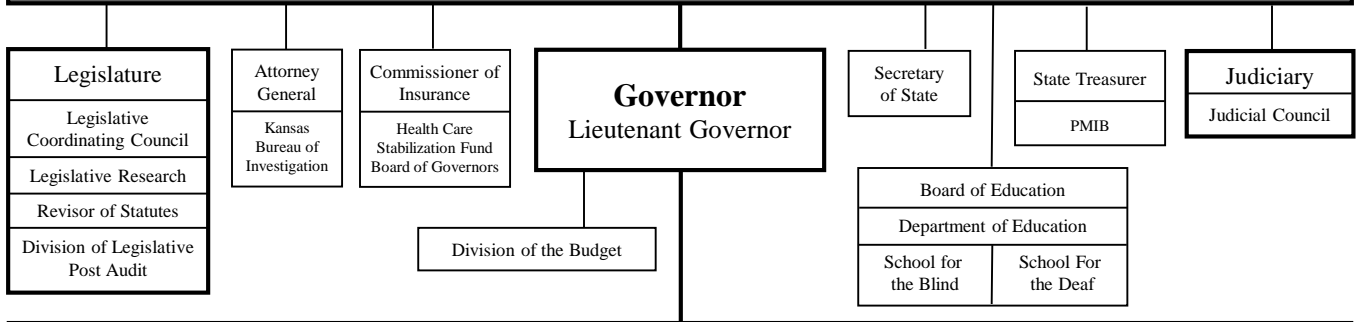 Legislature
Legislative
Coordinating Council
Legislative Research
Revisor of Statutes
Division of Legislative
Post Audit
Attorney
General
Kansas
Bureau of
Investigation
Commissioner of
Insurance
Health Care
Stabilization Fund
Board of Governors
Governor
Lieutenant Governor
Division of the Budget
Secretary
of State
Board of Education
Department of Education
School for
the Blind
School For
the Deaf
State Treasurer
PMIB
Judiciary
Judicial Council